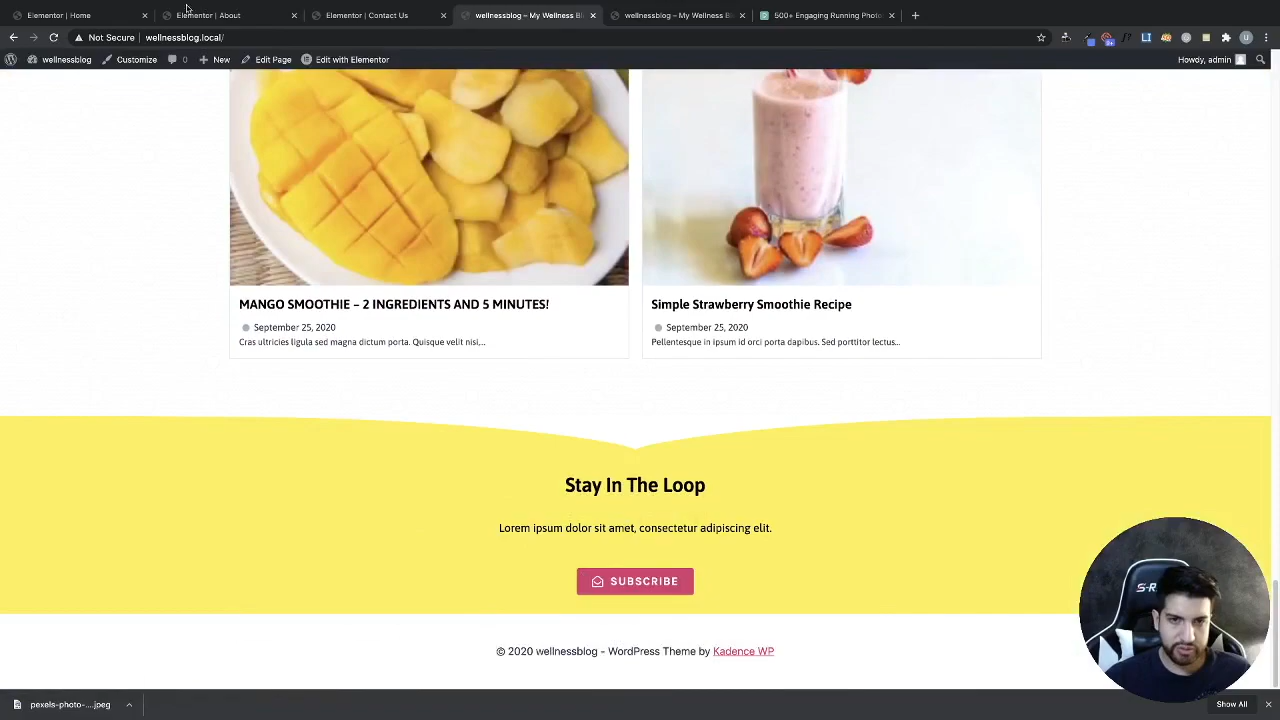 Elementor | Home
Elementor | About
Elementor | Contact Us
wellnessblog – My Wellness Bl
wellnessblog – My Wellness Bl
500+ Engaging Running Photo
Not Secure
wellnessblog.local/
wellnessblog
Customize
0
New
Edit Page
Edit with Elementor
Howdy, admin
MANGO SMOOTHIE – 2 INGREDIENTS AND 5 MINUTES!
September 25, 2020
Cras ultricies ligula sed magna dictum porta. Quisque velit nisi,...
Simple Strawberry Smoothie Recipe
September 25, 2020
Pellentesque in ipsum id orci porta dapibus. Sed porttitor lectus...
Stay In The Loop
Lorem ipsum dolor sit amet, consectetur adipiscing elit.
SUBSCRIBE
© 2020 wellnessblog - WordPress Theme by Kadence WP
pexels-photo-....jpeg
Show All